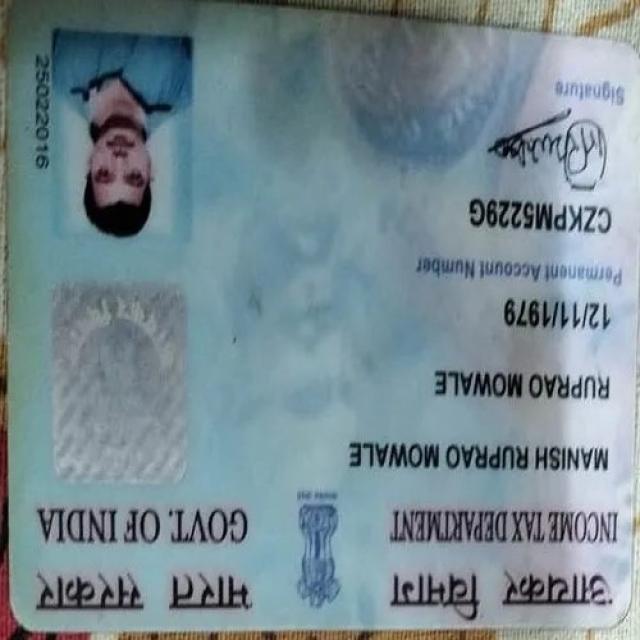 आयकर विभाग
INCOME TAX DEPARTMENT
भारत सरकार
GOVT. OF INDIA
MANISH RUPRAO MOWALE
RUPRAO MOWALE
12/11/1979
Permanent Account Number
CZKPM5229G
Signature
25022016